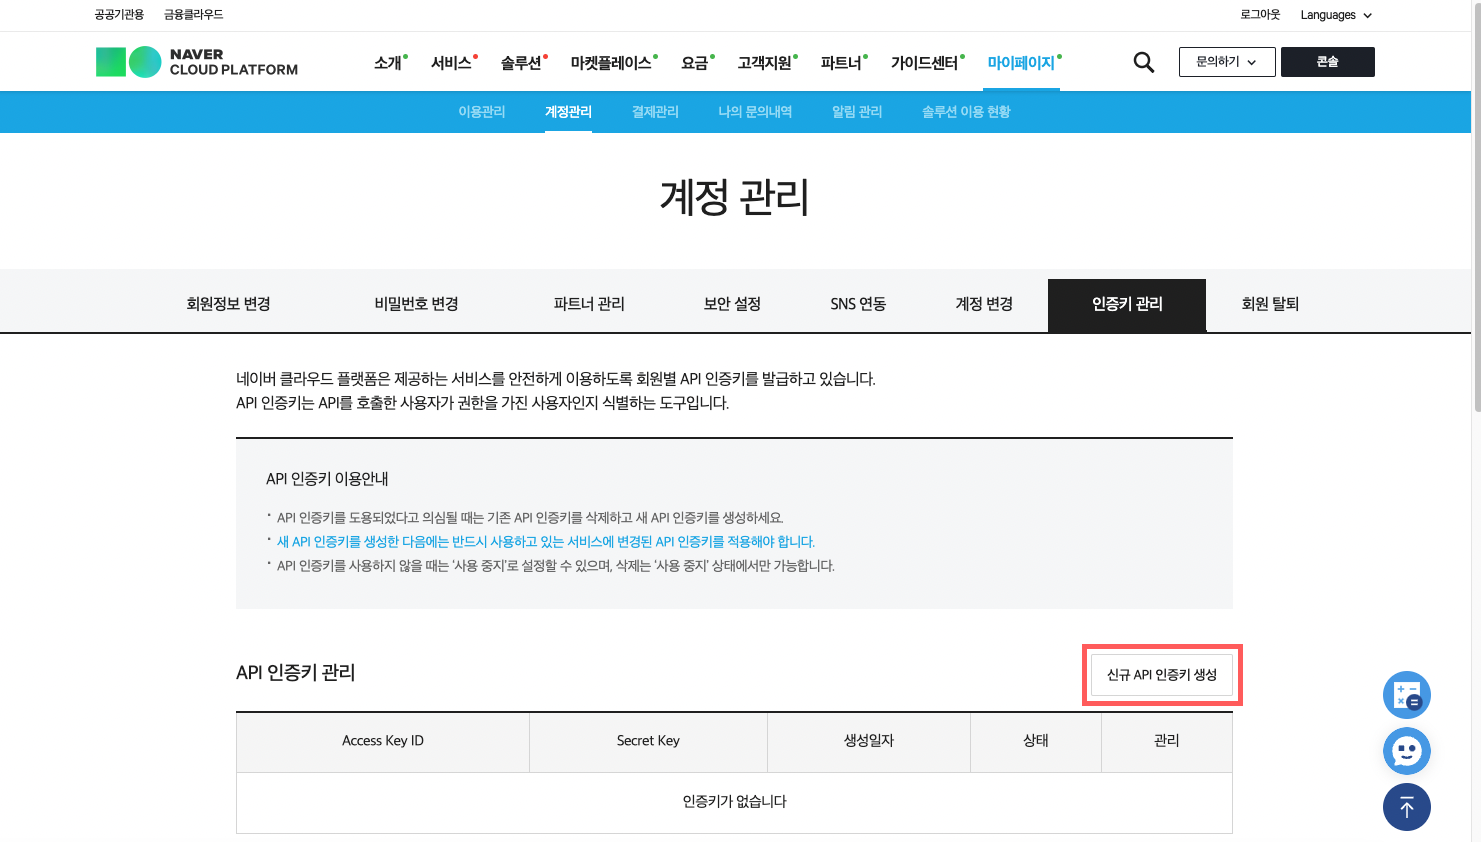 공공기관용 금융클라우드 로그아웃 Languages
NAVER
CLOUD PLATFORM
소개 서비스 솔루션 마켓플레이스 요금 고객지원 파트너 가이드센터 마이페이지 문의하기 콘솔
이용관리 계정관리 결제관리 나의 문의내역 알림 관리 솔루션 이용 현황
계정 관리
회원정보 변경 비밀번호 변경 파트너 관리 보안 설정 SNS 연동 계정 변경 인증키 관리 회원 탈퇴
네이버 클라우드 플랫폼은 제공하는 서비스를 안전하게 이용하도록 회원별 API 인증키를 발급하고 있습니다.
API 인증키는 API를 호출한 사용자가 권한을 가진 사용자인지 식별하는 도구입니다.
API 인증키 이용안내
· API 인증키를 도용되었다고 의심될 때는 기존 API 인증키를 삭제하고 새 API 인증키를 생성하세요.
· 새 API 인증키를 생성한 다음에는 반드시 사용하고 있는 서비스에 변경된 API 인증키를 적용해야 합니다.
· API 인증키를 사용하지 않을 때는 '사용 중지'로 설정할 수 있으며, 삭제는 '사용 중지' 상태에서만 가능합니다.
API 인증키 관리 신규 API 인증키 생성
Access Key ID Secret Key 생성일자 상태 관리
인증키가 없습니다